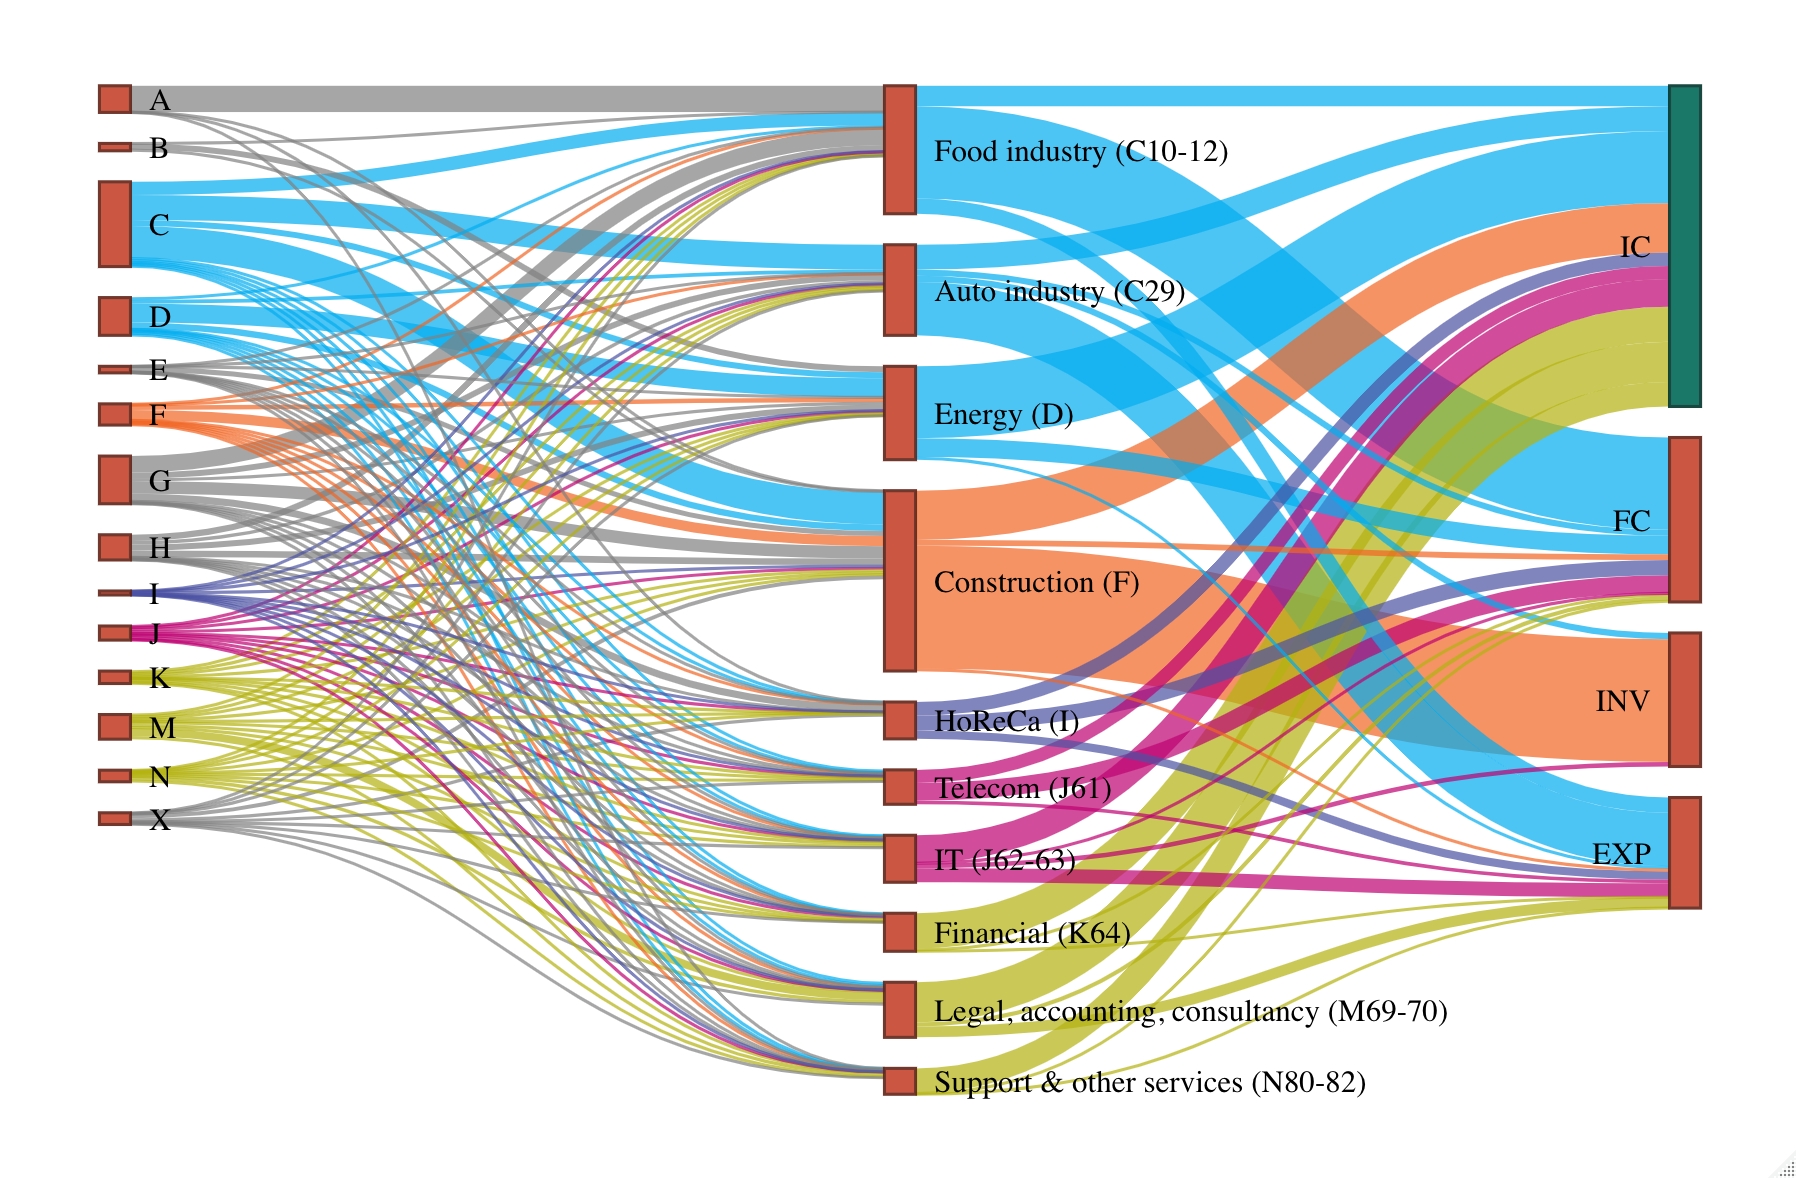 A
B
C
D
E
F
G
H
I
J
K
M
N
X
Food industry (C10-12)
Auto industry (C29)
Energy (D)
Construction (F)
HoReCa (I)
Telecom (J61)
IT (J62-63)
Financial (K64)
Legal, accounting, consultancy (M69-70)
Support & other services (N80-82)
IC
FC
INV
EXP